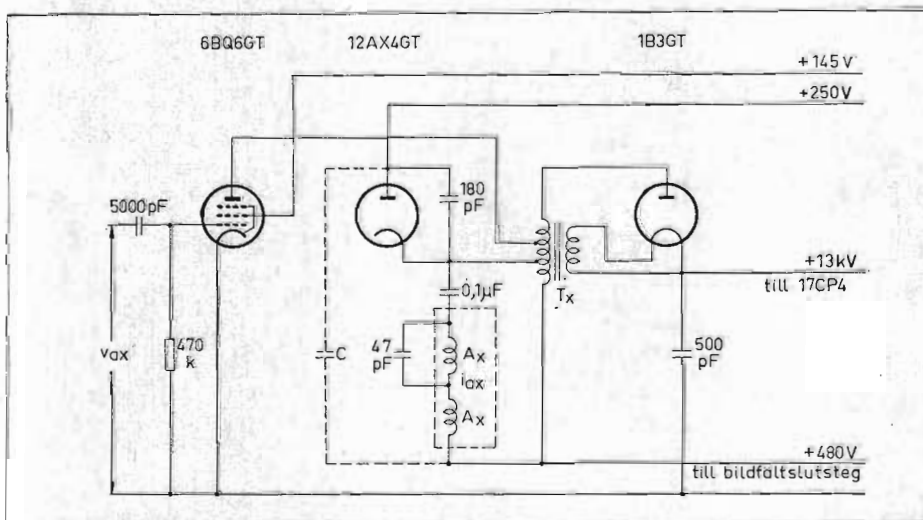 6BQ6GT
12AX4GT
1B3GT
+145V
+250V
5000pF
180
pF
0,1µF
Tx
+13kV
till 17CP4
vax
470
k
C
47
pF
Ax
iax
Ax
500
pF
+480V
till bildfältslutsteg